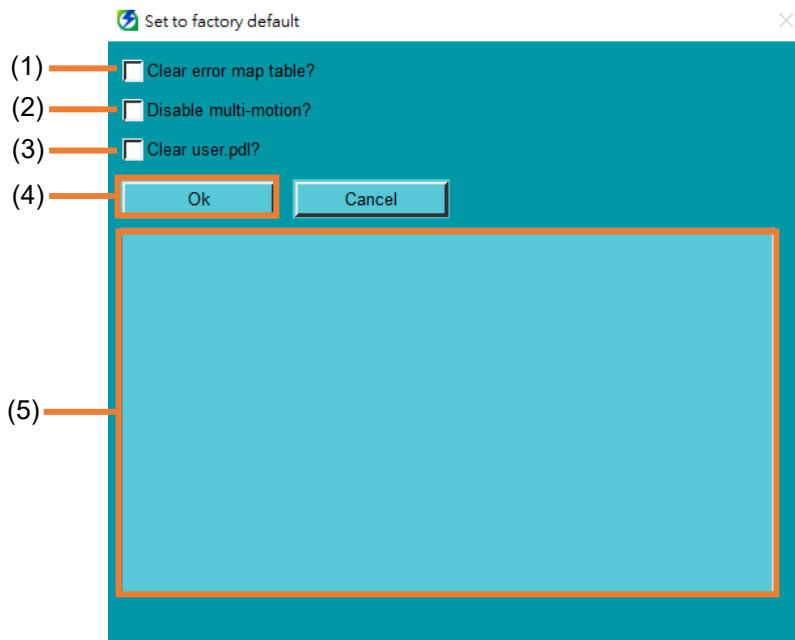 Set to factory default
(1) Clear error map table?
(2) Disable multi-motion?
(3) Clear user.pdl?
(4) Ok Cancel
(5)